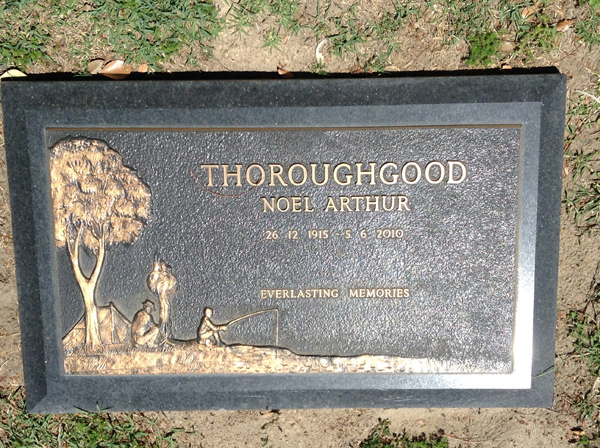 THOROUGHGOOD
NOEL ARTHUR
26 12 1915 - 5 6 2010
EVERLASTING MEMORIES